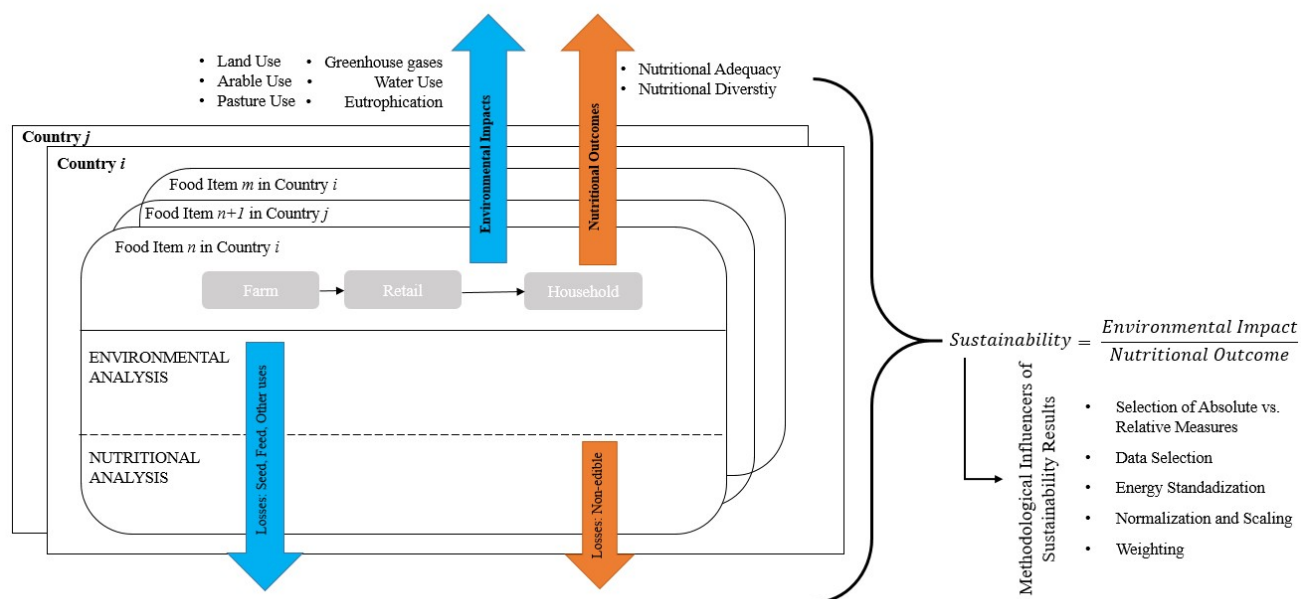 • Land Use
• Arable Use
• Pasture Use
• Greenhouse gases
• Water Use
• Eutrophication
Environmental Impacts
Nutritional Outcomes
• Nutritional Adequacy
• Nutritional Diverstiy
Country j
Country i
Food Item m in Country i
Food Item n+1 in Country j
Food Item n in Country i
Farm
Retail
Household
ENVIRONMENTAL
ANALYSIS
NUTRITIONAL
ANALYSIS
Losses: Seed, Feed, Other uses
Losses: Non-edible
Sustainability = Environmental Impact
Nutritional Outcome
Methodological Influencers of
Sustainability Results
• Selection of Absolute vs.
Relative Measures
• Data Selection
• Energy Standadization
• Normalization and Scaling
• Weighting